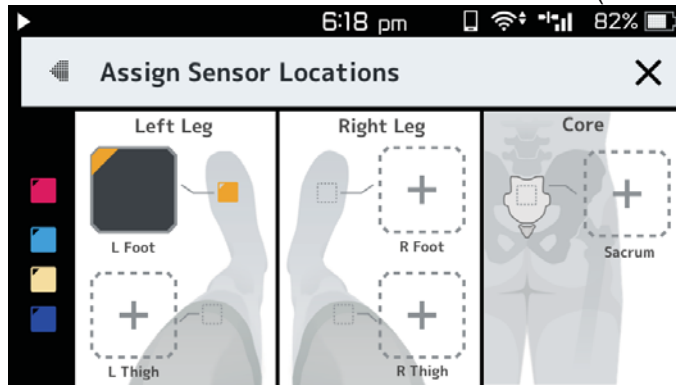 6:18 pm 82%
Assign Sensor Locations
Left Leg
Right Leg
Core
L Foot
R Foot
Sacrum
L Thigh
R Thigh